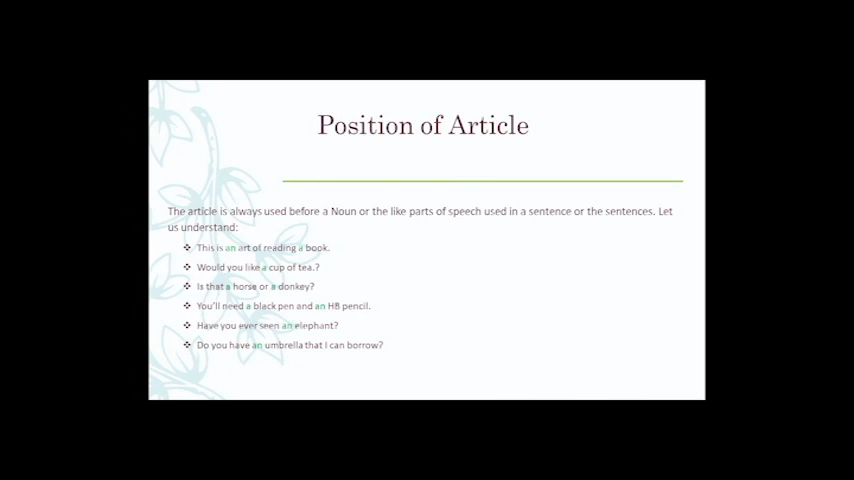 Position of Article
The article is always used before a Noun or the like parts of speech used in a sentence or the sentences. Let
us understand:
❖ This is an art of reading a book.
❖ Would you like a cup of tea.?
❖ Is that a horse or a donkey?
❖ You'll need a black pen and an HB pencil.
❖ Have you ever seen an elephant?
❖ Do you have an umbrella that I can borrow?